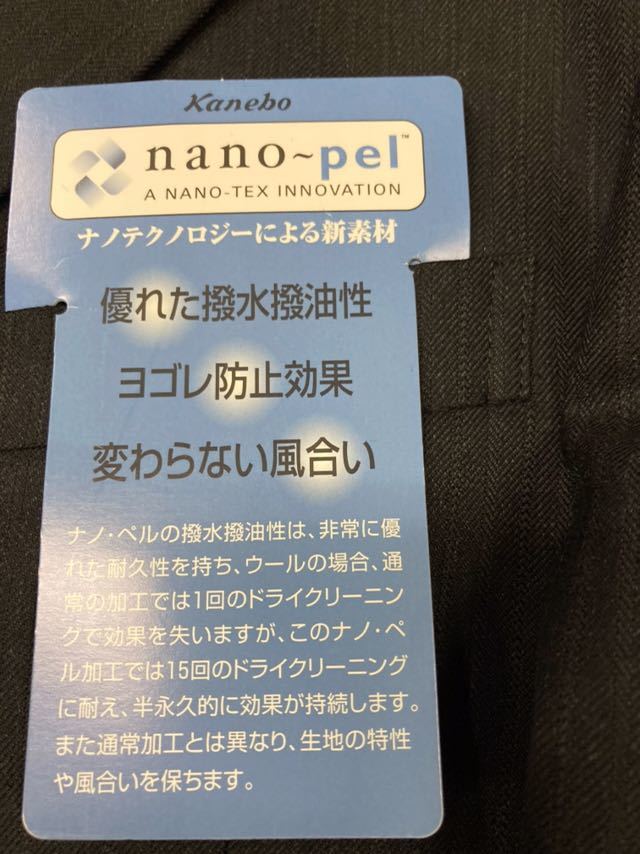 Kanebo
nano~pel™
A NANO-TEX INNOVATION
ナノテクノロジーによる新素材
優れた撥水撥油性
ヨゴレ防止効果
変わらない風合い
ナノ・ペルの撥水撥油性は、非常に優
れた耐久性を持ち、ウールの場合、通
常の加工では1回のドライクリーニン
グで効果を失いますが、このナノ・ペ
ル加工では15回のドライクリーニング
に耐え、半永久的に効果が持続します。
また通常加工とは異なり、生地の特性
や風合いを保ちます。